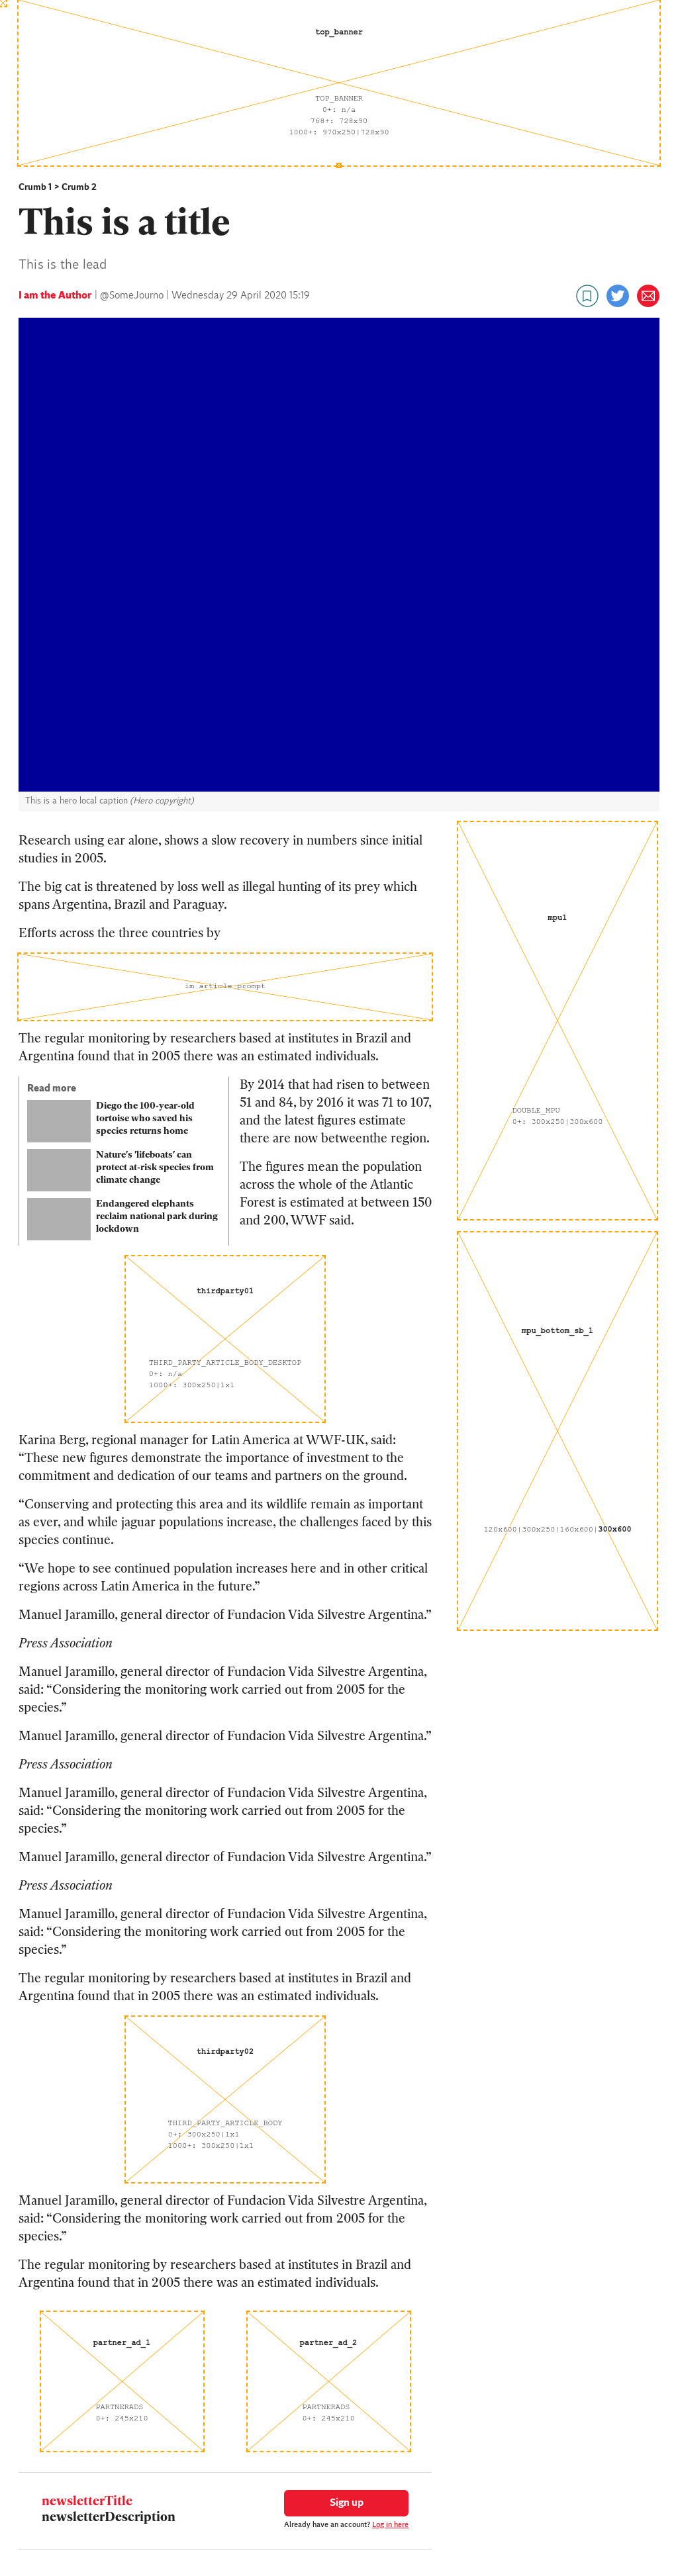 top_banner
TOP_BANNER
0+: n/a
768+: 728x90
1000+: 970x250|728x90
Crumb 1 > Crumb 2
This is a title
This is the lead
I am the Author | @SomeJourno | Wednesday 29 April 2020 15:19
This is a hero local caption (Hero copyright)
Research using ear alone, shows a slow recovery in numbers since initial
studies in 2005.
The big cat is threatened by loss well as illegal hunting of its prey which
spans Argentina, Brazil and Paraguay.
Efforts across the three countries by
im article prompt
The regular monitoring by researchers based at institutes in Brazil and
Argentina found that in 2005 there was an estimated individuals.
Read more
Diego the 100-year-old
tortoise who saved his
species returns home
Nature's 'lifeboats' can
protect at-risk species from
climate change
Endangered elephants
reclaim national park during
lockdown
By 2014 that had risen to between
51 and 84, by 2016 it was 71 to 107,
and the latest figures estimate
there are now betweenthe region.
The figures mean the population
across the whole of the Atlantic
Forest is estimated at between 150
and 200, WWF said.
thirdparty01
THIRD_PARTY_ARTICLE_BODY_DESKTOP
0+: n/a
1000+: 300x250|1x1
Karina Berg, regional manager for Latin America at WWF-UK, said:
“These new figures demonstrate the importance of investment to the
commitment and dedication of our teams and partners on the ground.
“Conserving and protecting this area and its wildlife remain as important
as ever, and while jaguar populations increase, the challenges faced by this
species continue.
“We hope to see continued population increases here and in other critical
regions across Latin America in the future.”
Manuel Jaramillo, general director of Fundacion Vida Silvestre Argentina.”
Press Association
Manuel Jaramillo, general director of Fundacion Vida Silvestre Argentina,
said: “Considering the monitoring work carried out from 2005 for the
species.”
Manuel Jaramillo, general director of Fundacion Vida Silvestre Argentina.”
Press Association
Manuel Jaramillo, general director of Fundacion Vida Silvestre Argentina,
said: “Considering the monitoring work carried out from 2005 for the
species.”
Manuel Jaramillo, general director of Fundacion Vida Silvestre Argentina.”
Press Association
Manuel Jaramillo, general director of Fundacion Vida Silvestre Argentina,
said: “Considering the monitoring work carried out from 2005 for the
species.”
The regular monitoring by researchers based at institutes in Brazil and
Argentina found that in 2005 there was an estimated individuals.
thirdparty02
THIRD_PARTY_ARTICLE_BODY
0+: 300x250|1x1
1000+: 300x250|1x1
Manuel Jaramillo, general director of Fundacion Vida Silvestre Argentina,
said: “Considering the monitoring work carried out from 2005 for the
species.”
The regular monitoring by researchers based at institutes in Brazil and
Argentina found that in 2005 there was an estimated individuals.
partner_ad_1
PARTNERADS
0+: 245x210
partner_ad_2
PARTNERADS
0+: 245x210
newsletterTitle
newsletterDescription
Sign up
Already have an account? Log in here
mpu1
DOUBLE_MPU
0+: 300x250|300x600
mpu_bottom_sb_1
120x600|300x250|160x600|300x600